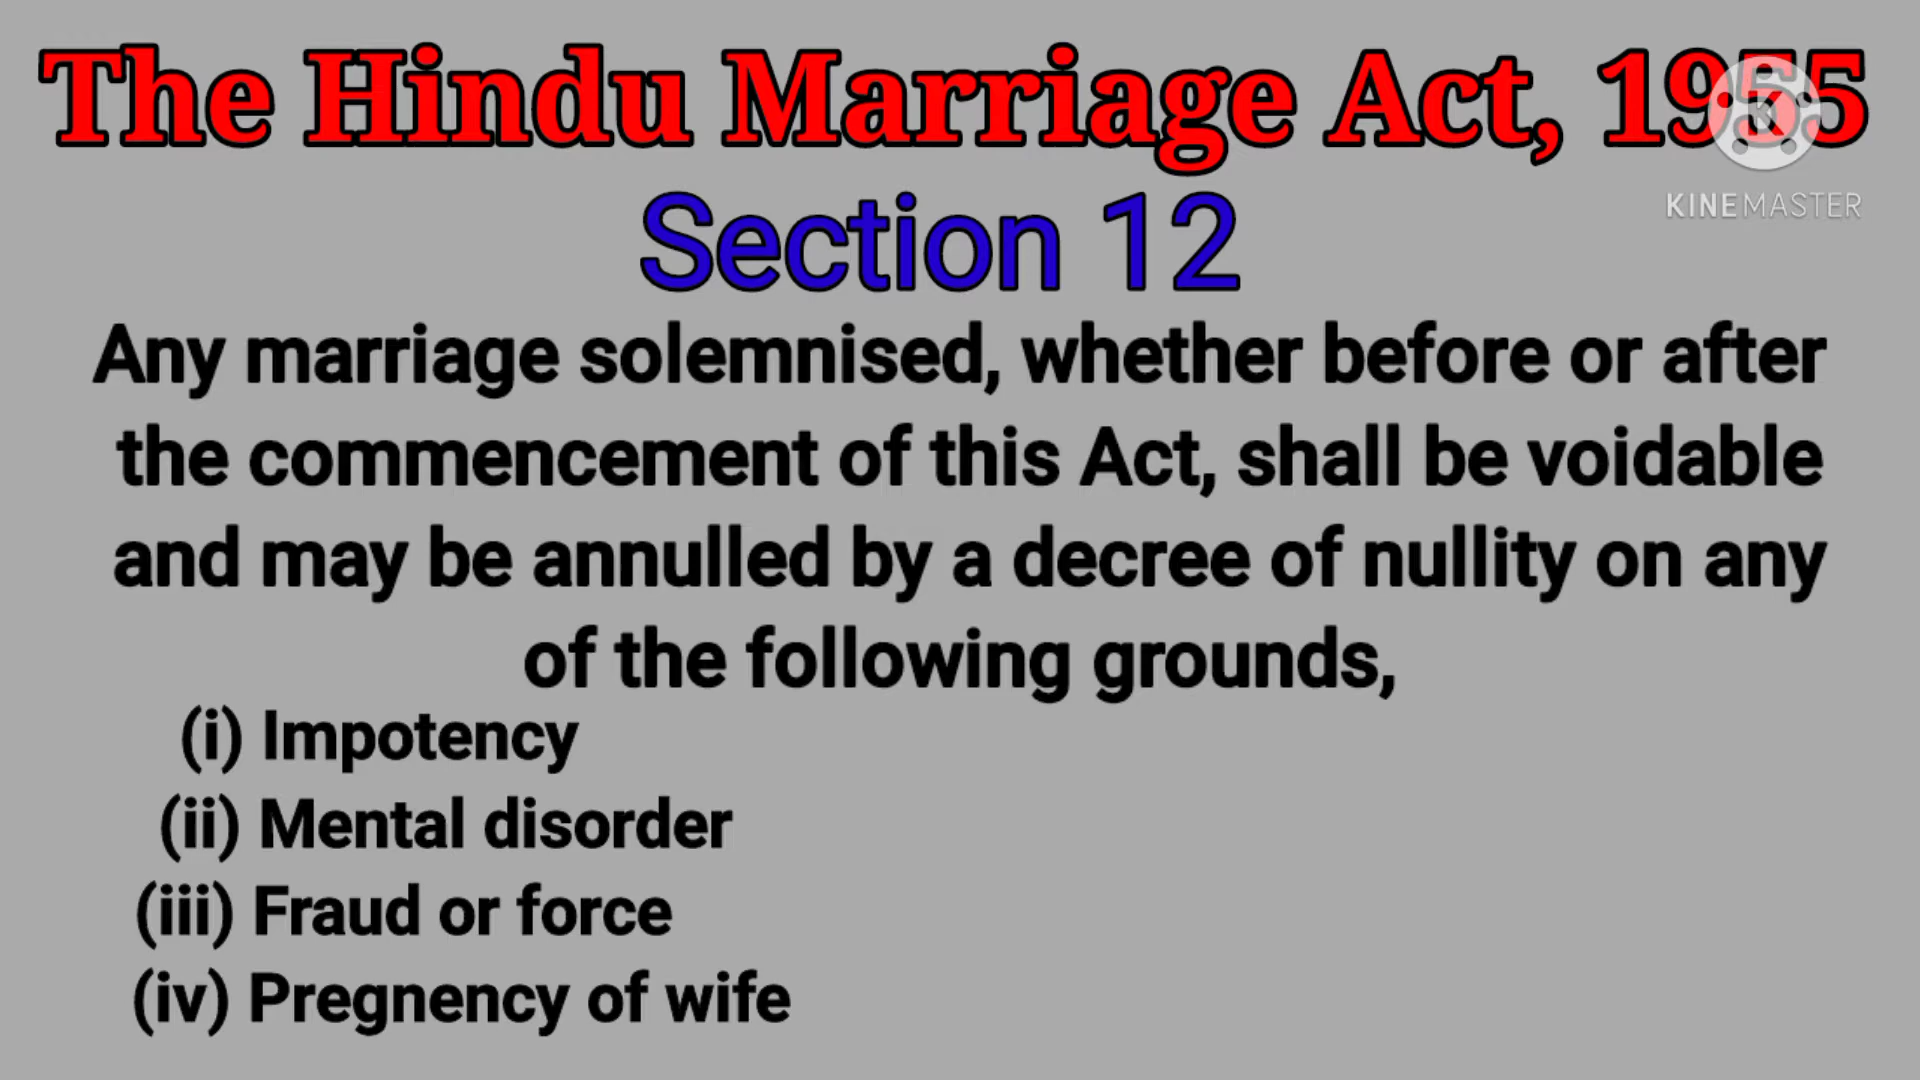 The Hindu Marriage Act, 1955
KINEMASTER
Section 12
Any marriage solemnised, whether before or after
the commencement of this Act, shall be voidable
and may be annulled by a decree of nullity on any
of the following grounds,
(i) Impotency
(ii) Mental disorder
(iii) Fraud or force
(iv) Pregnency of wife